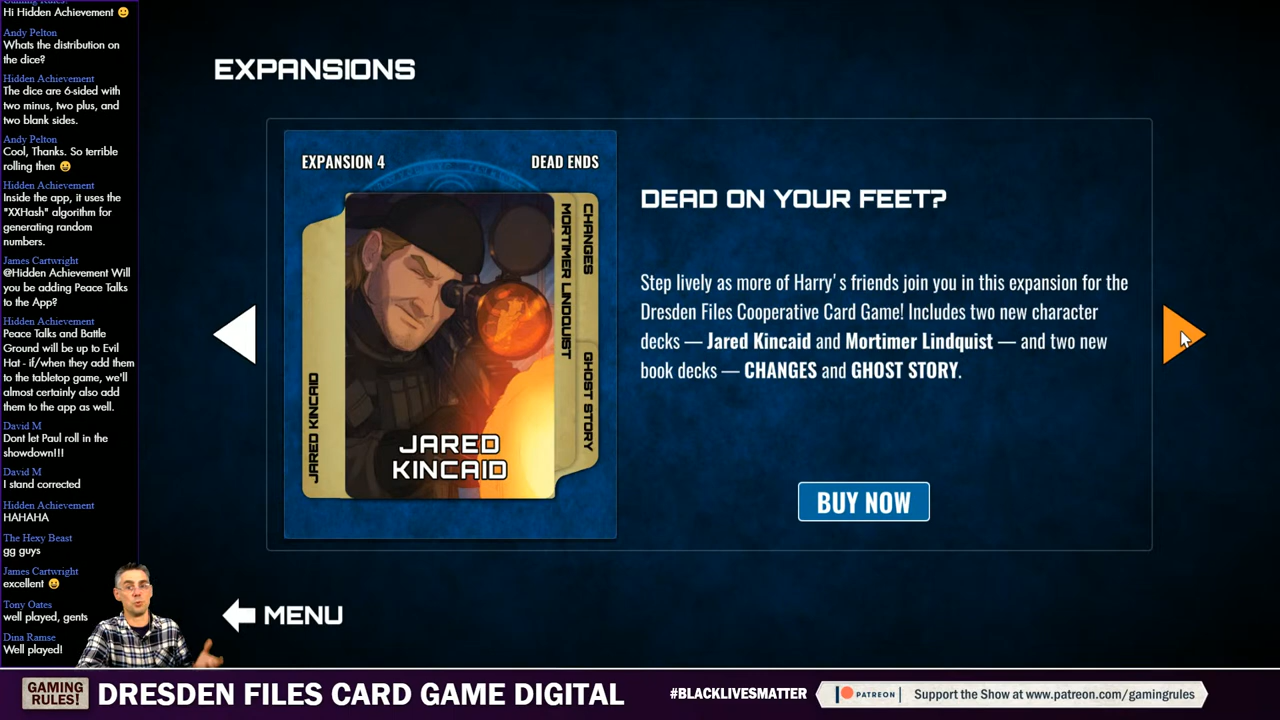 Hi Hidden Achievement 😀
Andy Pelton
Whats the distribution on
the dice?
Hidden Achievement
The dice are 6-sided with
two minus, two plus, and
two blank sides.
Andy Pelton
Cool, Thanks. So terrible
rolling then 😀
Hidden Achievement
Inside the app, it uses the
"XXHash" algorithm for
generating random
numbers.
James Cartwright
@Hidden Achievement Will
you be adding Peace Talks
to the App?
Hidden Achievement
Peace Talks and Battle
Ground will be up to Evil
Hat - if/when they add them
to the tabletop game, we'll
almost certainly also add
them to the app as well.
David M
Dont let Paul roll in the
showdown!!!
David M
I stand corrected
Hidden Achievement
HAHAHA
The Hexy Beast
gg guys
James Cartwright
excellent 😀
Tony Oates
well played, gents
Dina Ramse
Well played!
EXPANSIONS
EXPANSION 4
DEAD ENDS
JARED KINCAID
MORTIMER LINDQUIST
CHANGES
GHOST STORY
JARED
KINCAID
DEAD ON YOUR FEET?
Step lively as more of Harry's friends join you in this expansion for the
Dresden Files Cooperative Card Game! Includes two new character
decks — Jared Kincaid and Mortimer Lindquist — and two new
book decks — CHANGES and GHOST STORY.
BUY NOW
MENU
GAMING
RULES!
DRESDEN FILES CARD GAME DIGITAL
#BLACKLIVESMATTER
PATREON
Support the Show at www.patreon.com/gamingrules